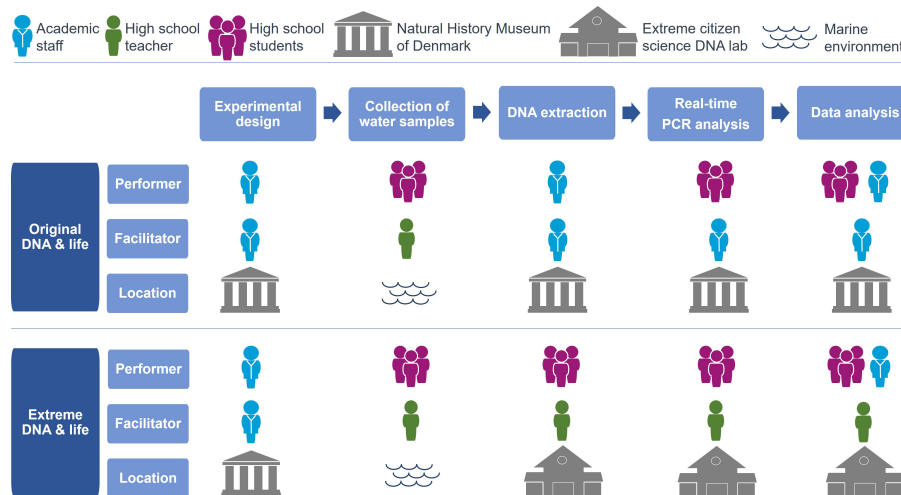 Academic
staff
High school
teacher
High school
students
Natural History Museum
of Denmark
Extreme citizen
science DNA lab
Marine
environment
Experimental
design
Collection of
water samples
DNA extraction
Real-time
PCR analysis
Data analysis
Original
DNA & life
Performer
Facilitator
Location
Extreme
DNA & life
Performer
Facilitator
Location